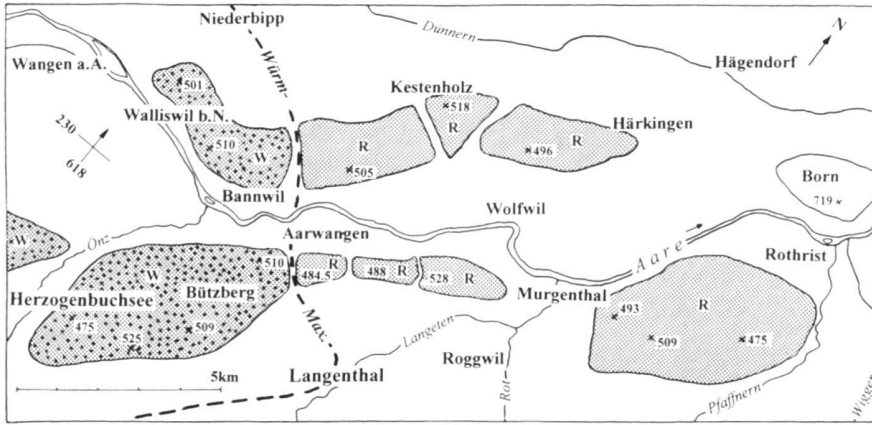 Niederbipp
Dünnern
N
Wangen a.A.
Würm-
Hägendorf
Kestenholz
501
518
Walliswil b.N.
R
Härkingen
230
618
510
W
R
505
R
496
Born
719
Bannwil
Wolfwil
Aarwangen
Onz
W
510
R
484.5
488
R
528
R
Aare
Rothrist
W
Herzogenbuchsee
Bützberg
Murgenthal
493
R
475
525
509
Max.
Langeten
509
475
5km
Langenthal
Roggwil
Rot
Pfaffnern
Wigger